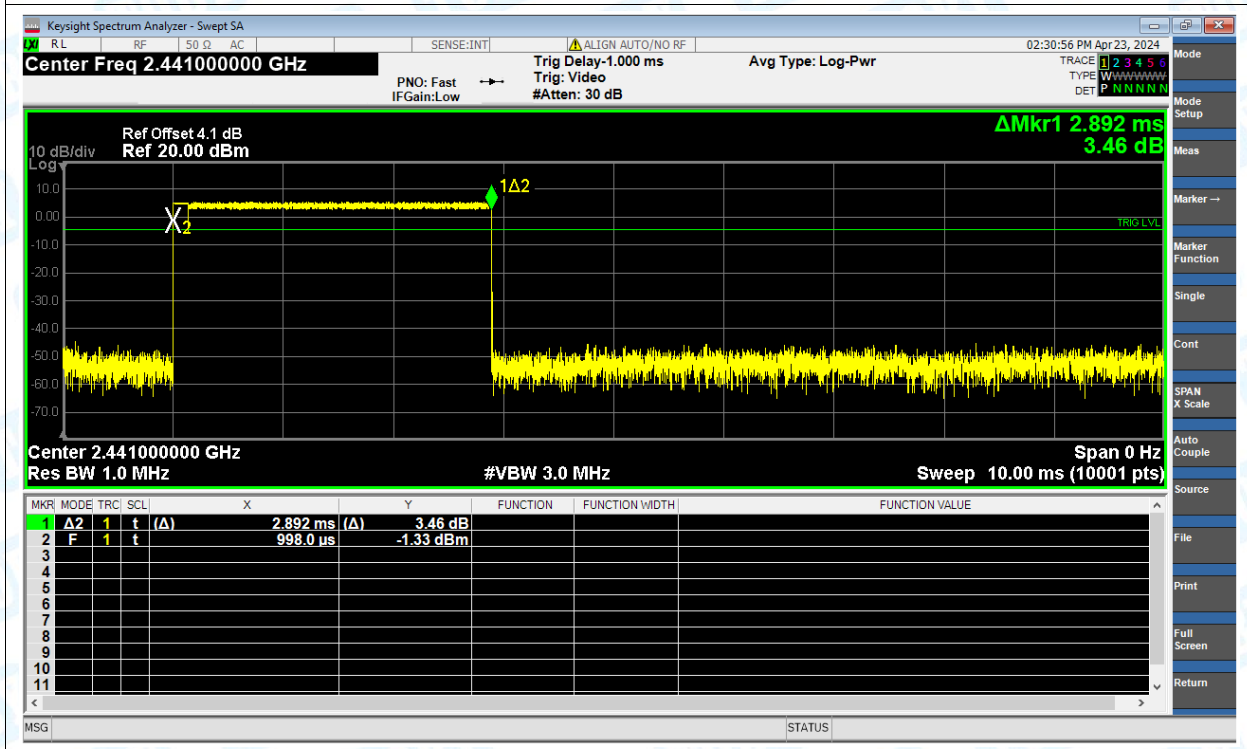 Keysight Spectrum Analyzer - Swept SA
LXI RL RF 50 Ω AC SENSE:INT ALIGN AUTO/NO RF 02:30:56 PM Apr 23, 2024
Center Freq 2.441000000 GHz
PNO: Fast
IFGain:Low
Trig Delay-1.000 ms
Trig: Video
#Atten: 30 dB
Avg Type: Log-Pwr
TRACE 1 2 3 4 5 6
TYPE WWWWWW
DET P N N N N N
ΔMkr1 2.892 ms
3.46 dB
Ref Offset 4.1 dB
10 dB/div Ref 20.00 dBm
Log
10.0
0.00
-10.0
-20.0
-30.0
-40.0
-50.0
-60.0
-70.0
1Δ2
X2
TRIG LVL
Center 2.441000000 GHz Span 0 Hz
Res BW 1.0 MHz #VBW 3.0 MHz Sweep 10.00 ms (10001 pts)
MKR MODE TRC SCL X Y FUNCTION FUNCTION WIDTH FUNCTION VALUE
1 Δ2 1 t (Δ) 2.892 ms (Δ) 3.46 dB
2 F 1 t 998.0 µs -1.33 dBm
3
4
5
6
7
8
9
10
11
MSG STATUS
Mode
Mode
Setup
Meas
Marker →
Marker
Function
Single
Cont
SPAN
X Scale
Auto
Couple
Source
File
Print
Full
Screen
Return